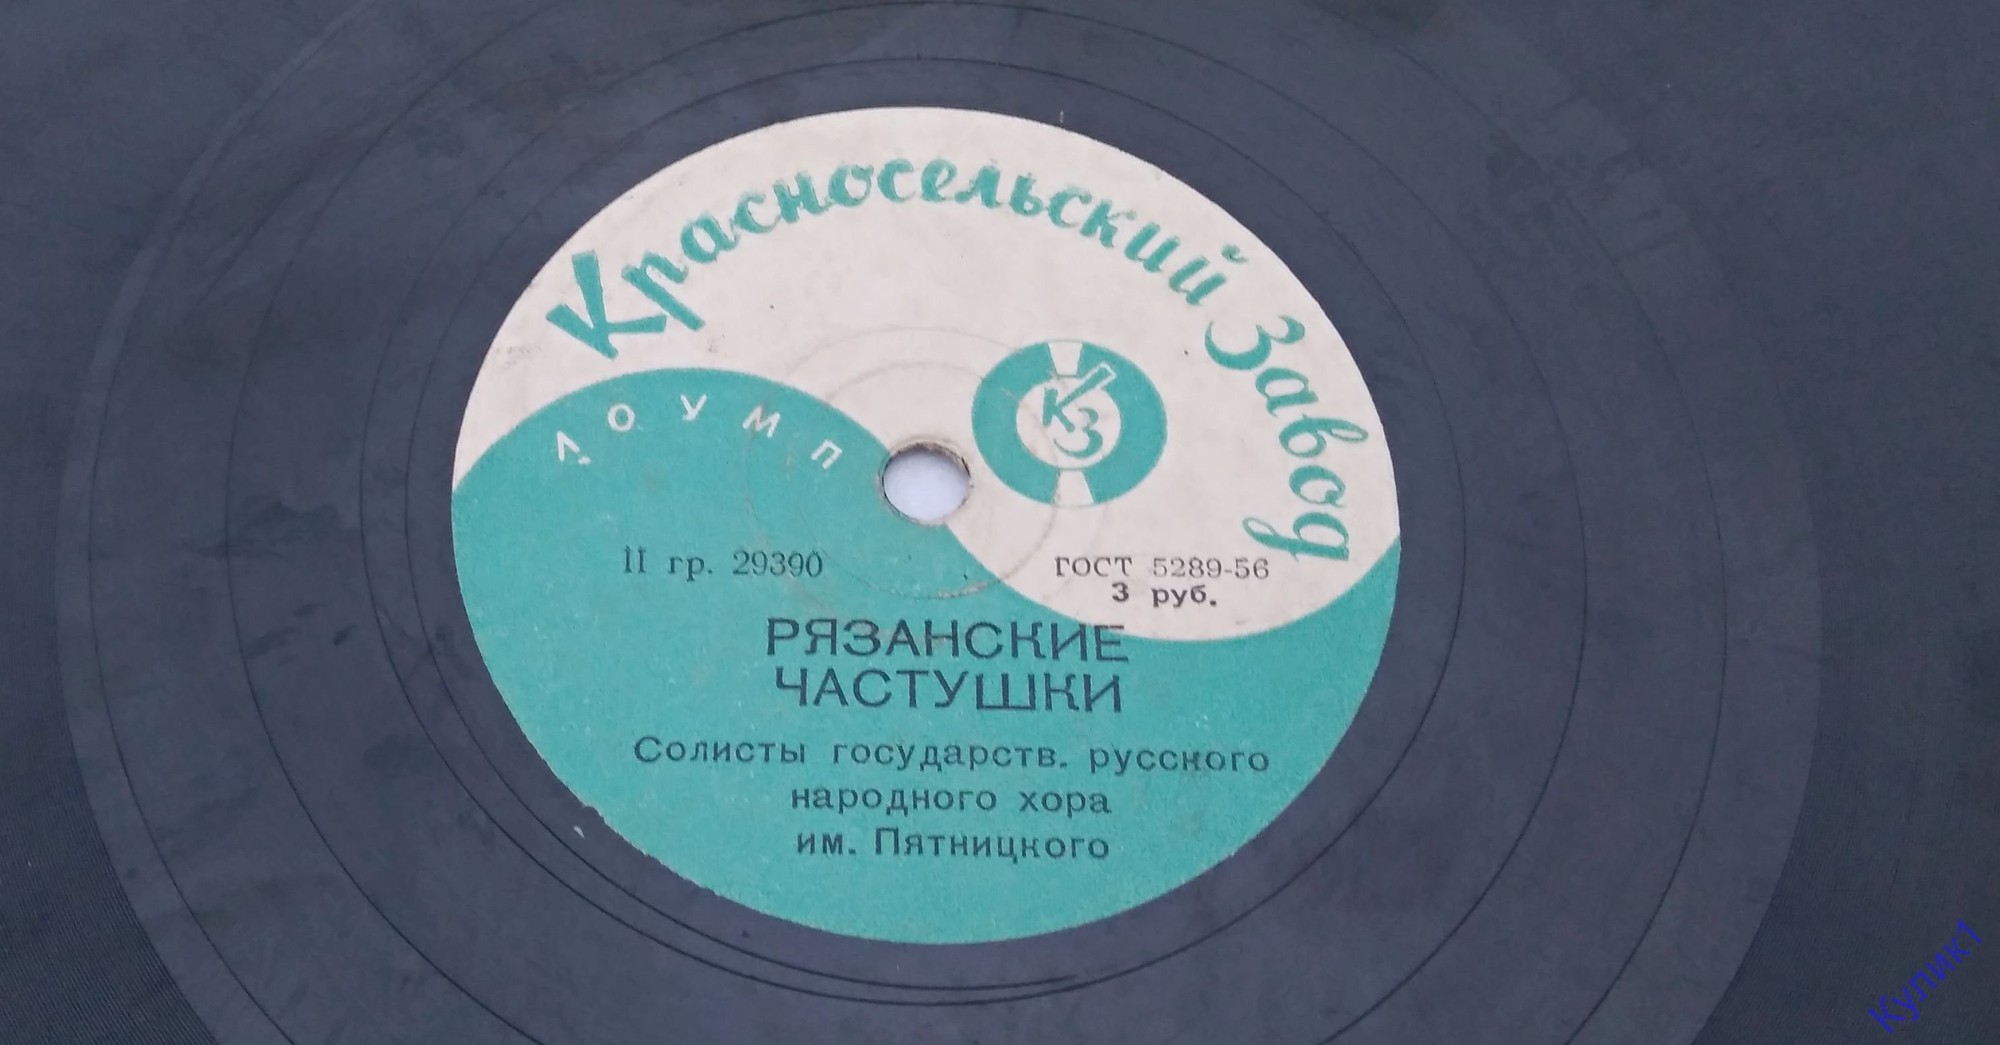 Красносельский Завод
ЛОУМП
КЗ
II гр. 29390
ГОСТ 5289-56
3 руб.
РЯЗАНСКИЕ
ЧАСТУШКИ
Солисты государств. русского
народного хора
им. Пятницкого
Кулик1